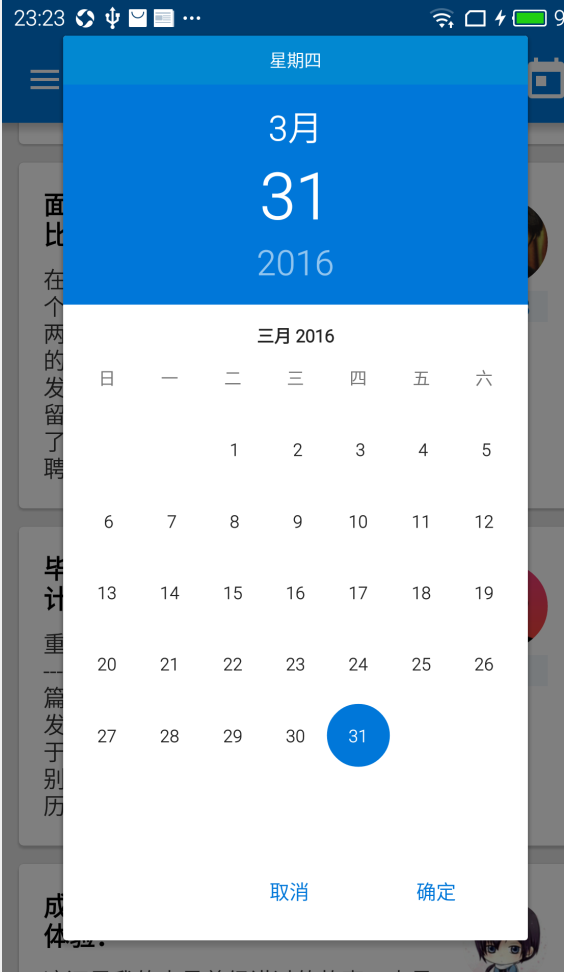 23:23
星期四
3月
31
2016
三月 2016
日 一 二 三 四 五 六
1 2 3 4 5
6 7 8 9 10 11 12
13 14 15 16 17 18 19
20 21 22 23 24 25 26
27 28 29 30 31
取消 确定
面
比
在
个
两
的
发
留
了
聘
毕
计
重
---
篇
发
于
别
历
成
体验：